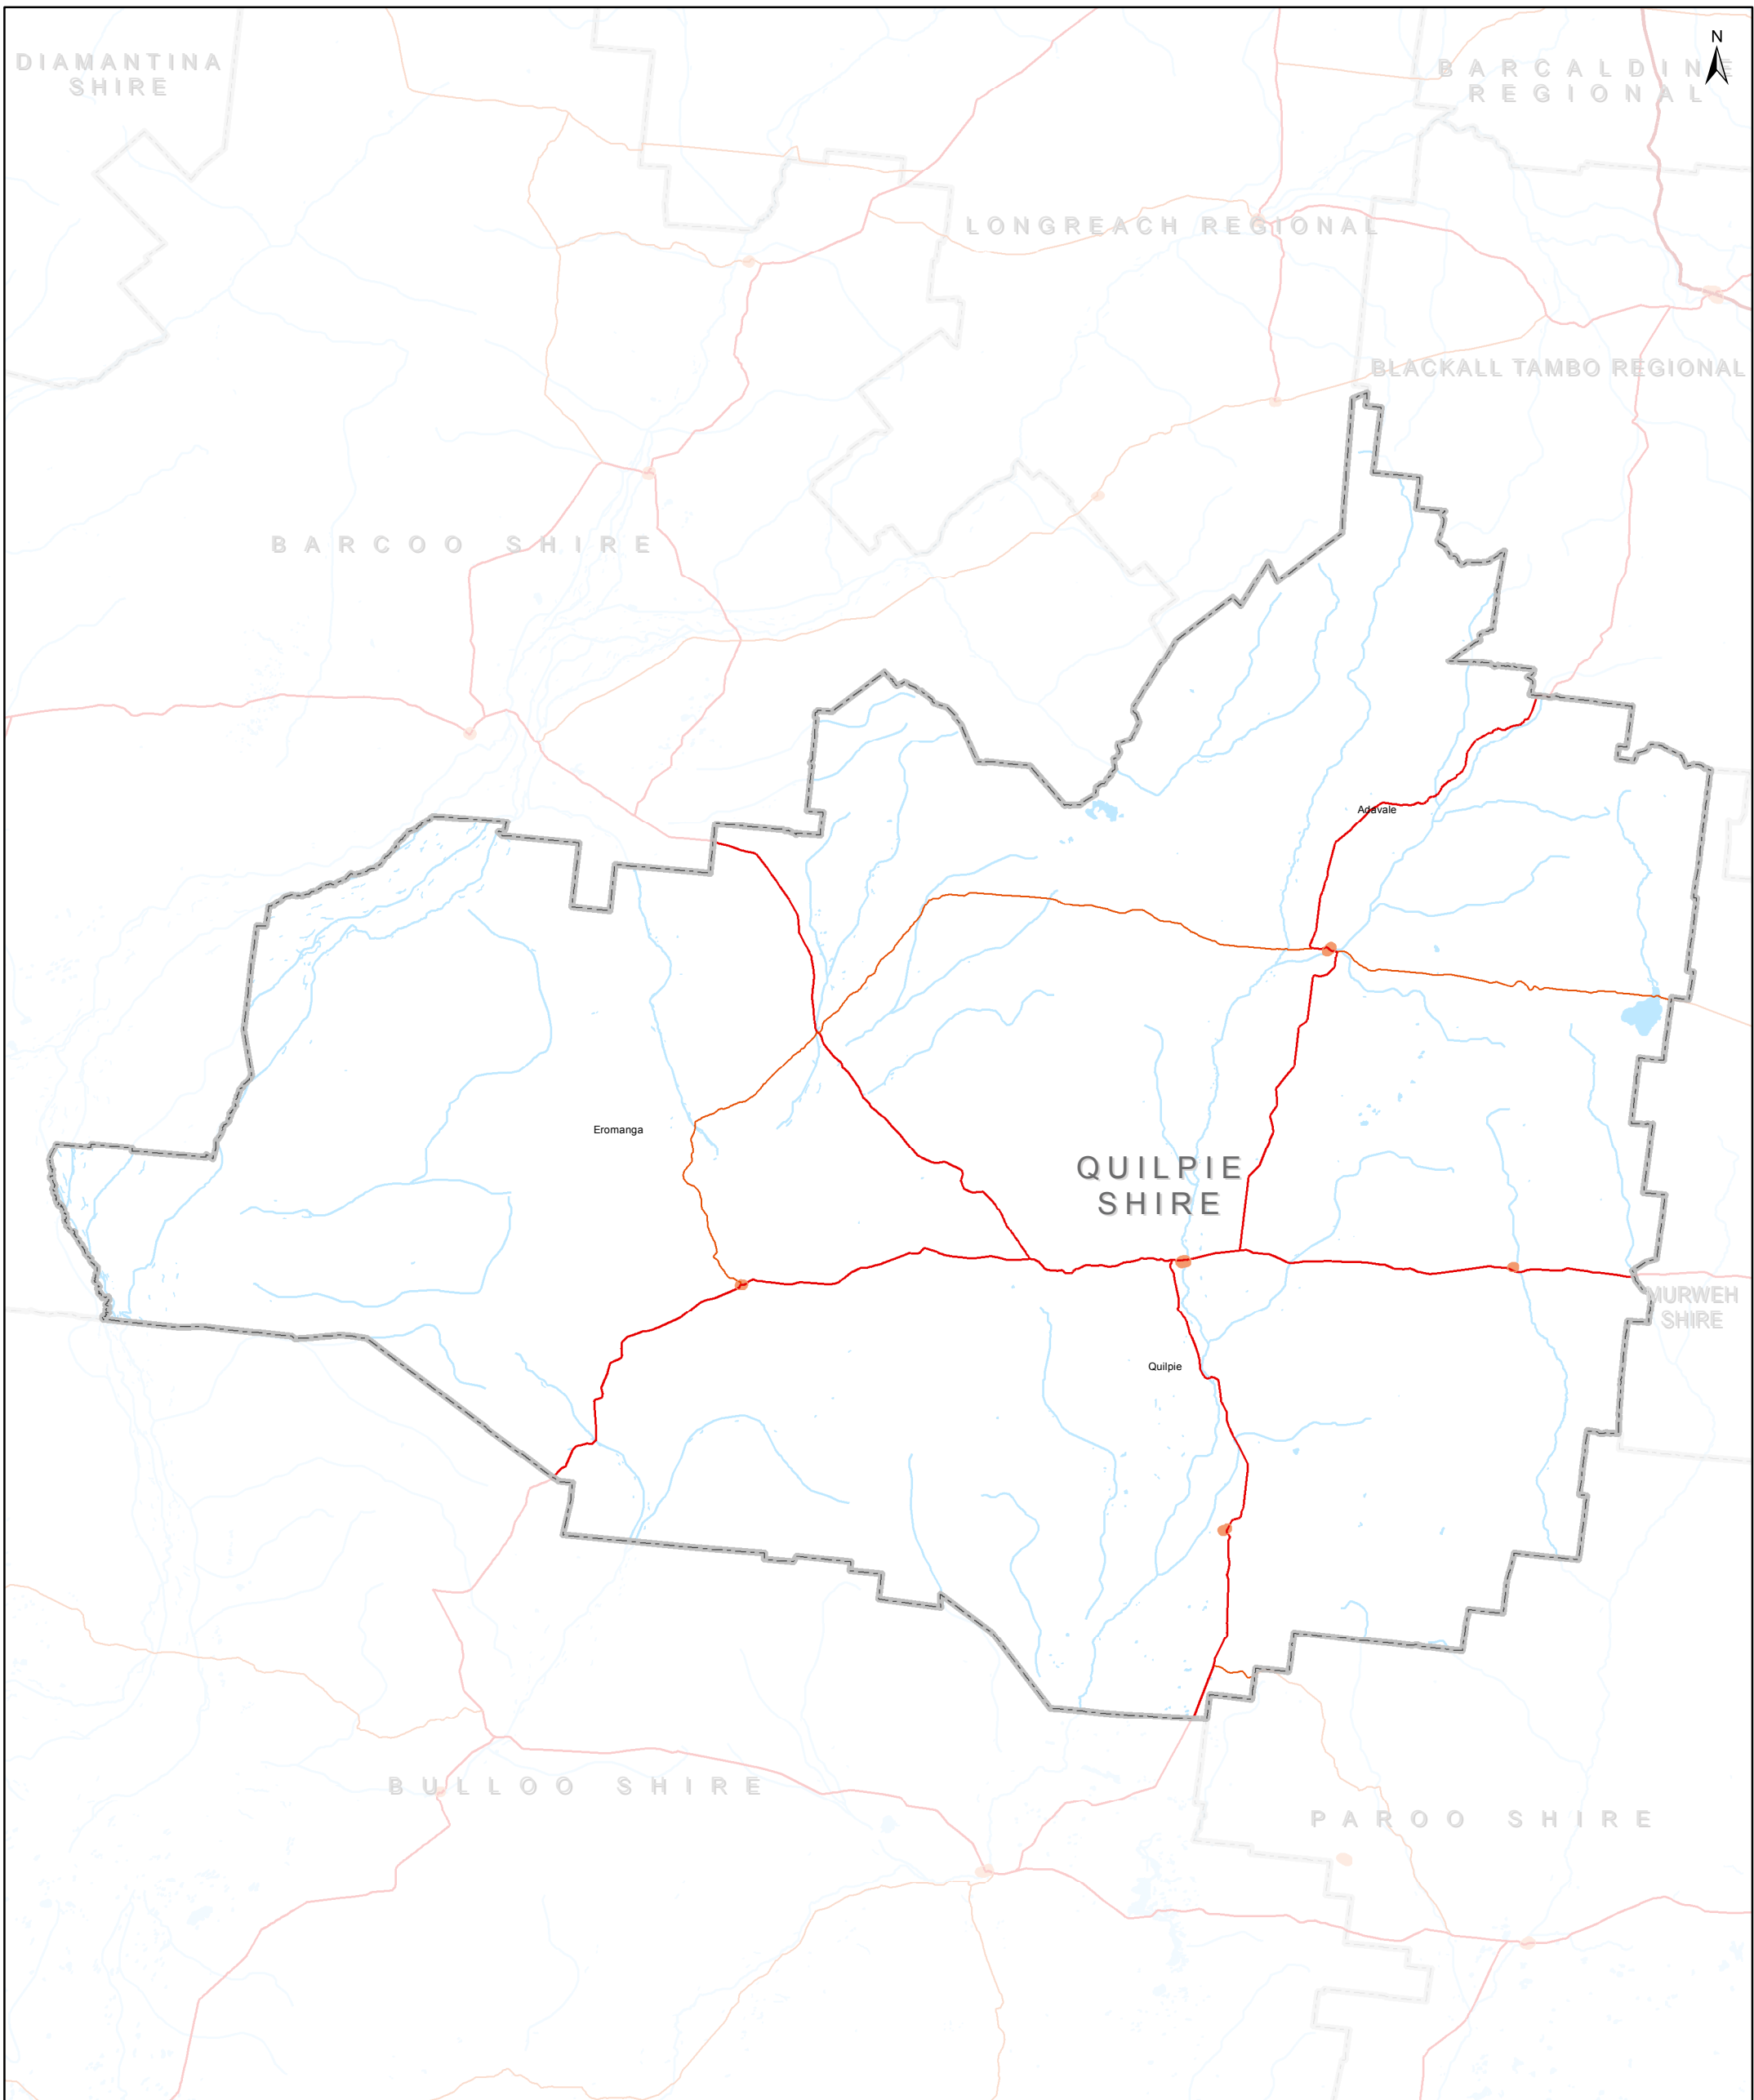 N
DIAMANTINA
SHIRE
BARCALDINE
REGIONAL
LONGREACH REGIONAL
BLACKALL TAMBO REGIONAL
BARCOO SHIRE
Adavale
Eromanga
QUILPIE
SHIRE
MURWEH
SHIRE
Quilpie
BULLOO SHIRE
PAROO SHIRE